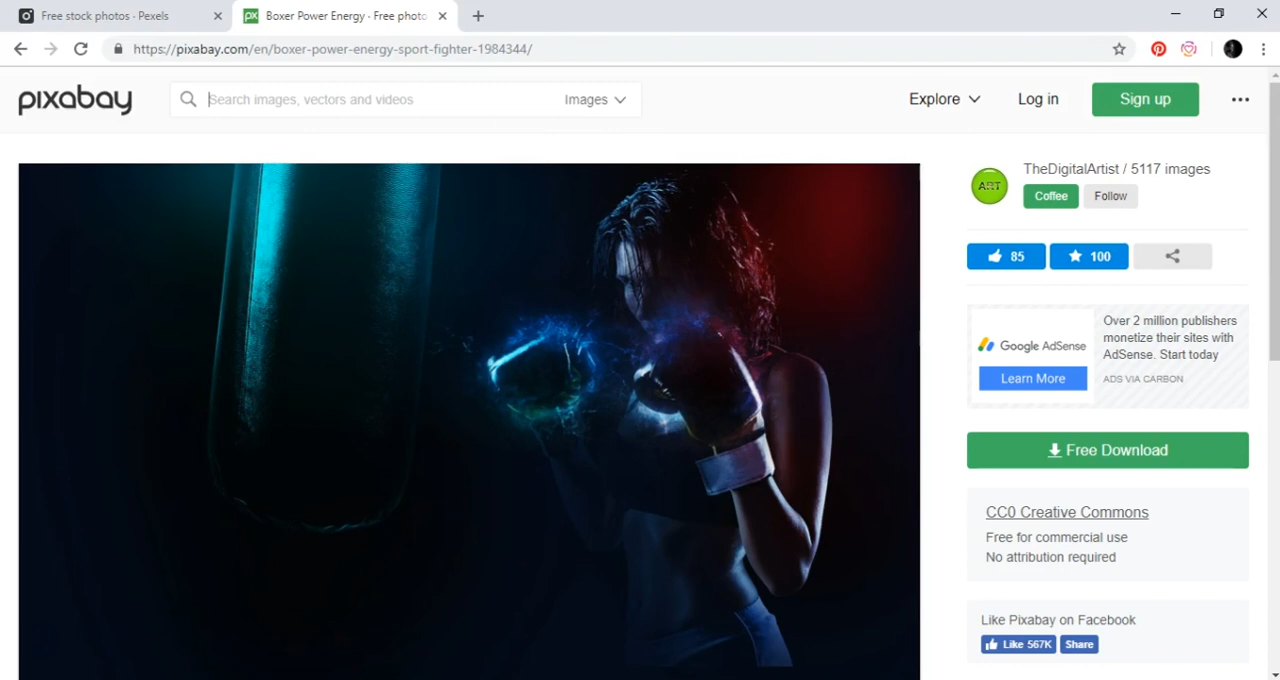 Free stock photos · Pexels
px Boxer Power Energy · Free photo
https://pixabay.com/en/boxer-power-energy-sport-fighter-1984344/
pixabay
Search images, vectors and videos
Images
Explore
Log in
Sign up
ART
TheDigitalArtist / 5117 images
Coffee
Follow
85
100
Google AdSense
Learn More
Over 2 million publishers
monetize their sites with
AdSense. Start today
ADS VIA CARBON
Free Download
CC0 Creative Commons
Free for commercial use
No attribution required
Like Pixabay on Facebook
Like 567K
Share